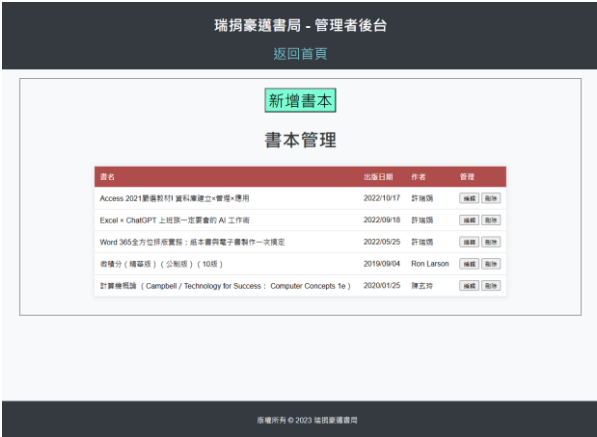 瑞捐豪邁書局 - 管理者後台
返回首頁
新增書本
書本管理
書名 出版日期 作者 管理
Access 2021嚴選教材! 資料庫建立×管理×應用 2022/10/17 許瑞娟 編輯 刪除
Excel × ChatGPT 上班族一定要會的 AI 工作術 2022/09/18 許瑞娟 編輯 刪除
Word 365全方位排版實務：紙本書與電子書製作一次搞定 2022/05/25 許瑞娟 編輯 刪除
微積分（精華版）（公制版）（10版） 2019/09/04 Ron Larson 編輯 刪除
計算機概論 （Campbell / Technology for Success： Computer Concepts 1e） 2020/01/25 陳玄玲 編輯 刪除
版權所有 © 2023 瑞捐豪邁書局